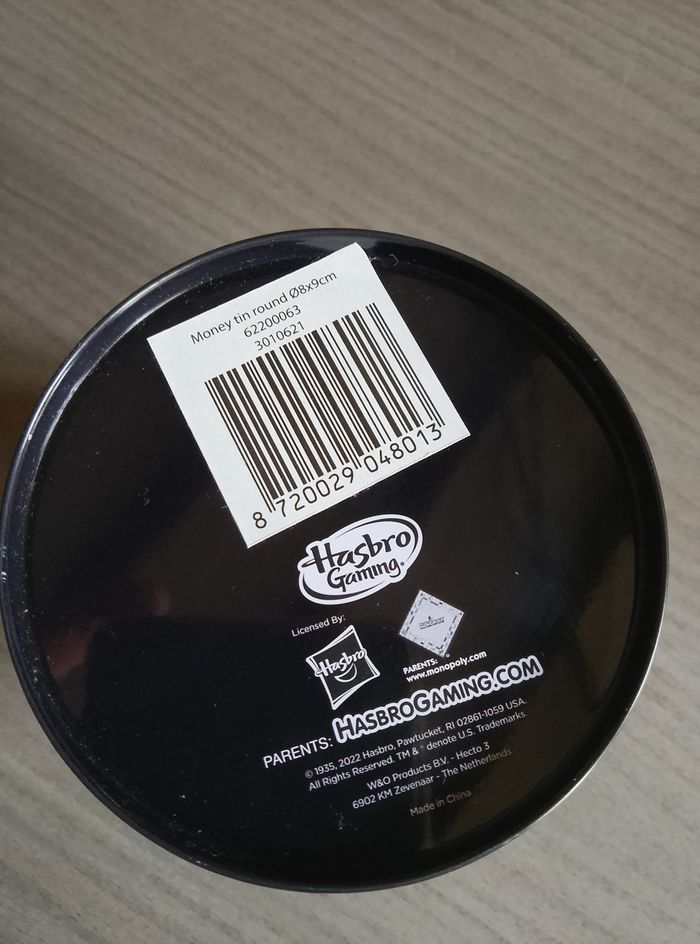 Money tin round Ø8x9cm
62200063
3010621
8 720029 048013
Hasbro
Gaming
Licensed By:
Hasbro
MONOPOLY
PARENTS:
www.monopoly.com
PARENTS: HASBROGAMING.COM
© 1935, 2022 Hasbro, Pawtucket, RI 02861-1059 USA.
All Rights Reserved. TM & ® denote U.S. Trademarks.
W&O Products B.V. - Hecto 3
6902 KM Zevenaar - The Netherlands
Made in China